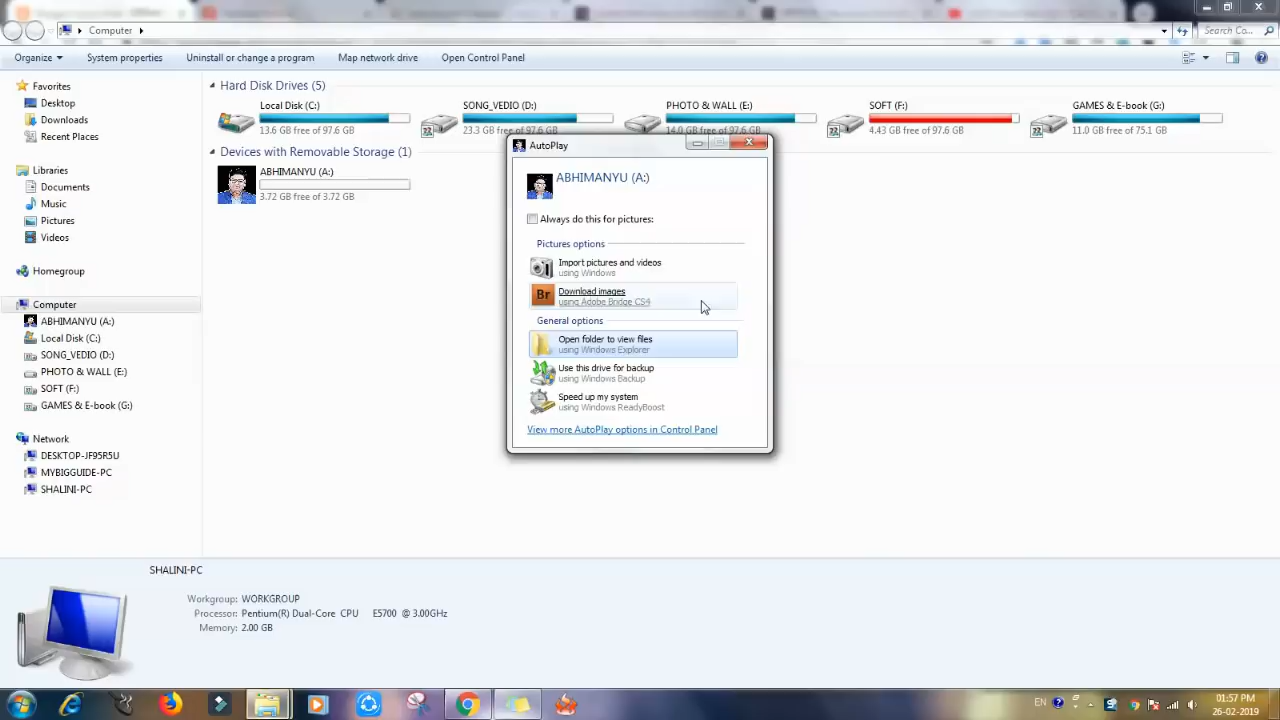 Computer
Search Co...
Organize
System properties
Uninstall or change a program
Map network drive
Open Control Panel
Favorites
Desktop
Downloads
Recent Places
Libraries
Documents
Music
Pictures
Videos
Homegroup
Computer
ABHIMANYU (A:)
Local Disk (C:)
SONG_VEDIO (D:)
PHOTO & WALL (E:)
SOFT (F:)
GAMES & E-book (G:)
Network
DESKTOP-JF95R5U
MYBIGGUIDE-PC
SHALINI-PC
Hard Disk Drives (5)
Local Disk (C:)
13.6 GB free of 97.6 GB
SONG_VEDIO (D:)
23.3 GB free of 97.6 GB
PHOTO & WALL (E:)
14.0 GB free of 97.6 GB
SOFT (F:)
4.43 GB free of 97.6 GB
GAMES & E-book (G:)
11.0 GB free of 75.1 GB
Devices with Removable Storage (1)
ABHIMANYU (A:)
3.72 GB free of 3.72 GB
AutoPlay
ABHIMANYU (A:)
Always do this for pictures:
Pictures options
Import pictures and videos
using Windows
Br
Download images
using Adobe Bridge CS4
General options
Open folder to view files
using Windows Explorer
Use this drive for backup
using Windows Backup
Speed up my system
using Windows ReadyBoost
View more AutoPlay options in Control Panel
SHALINI-PC
Workgroup: WORKGROUP
Processor: Pentium(R) Dual-Core CPU E5700 @ 3.00GHz
Memory: 2.00 GB
EN
01:57 PM
26-02-2019